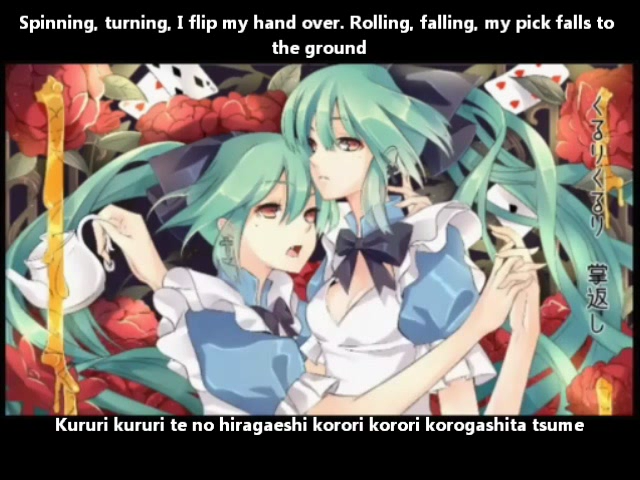 Spinning, turning, I flip my hand over. Rolling, falling, my pick falls to
the ground
くるりくるり　掌返し
Kururi kururi te no hiragaeshi korori korori korogashita tsume